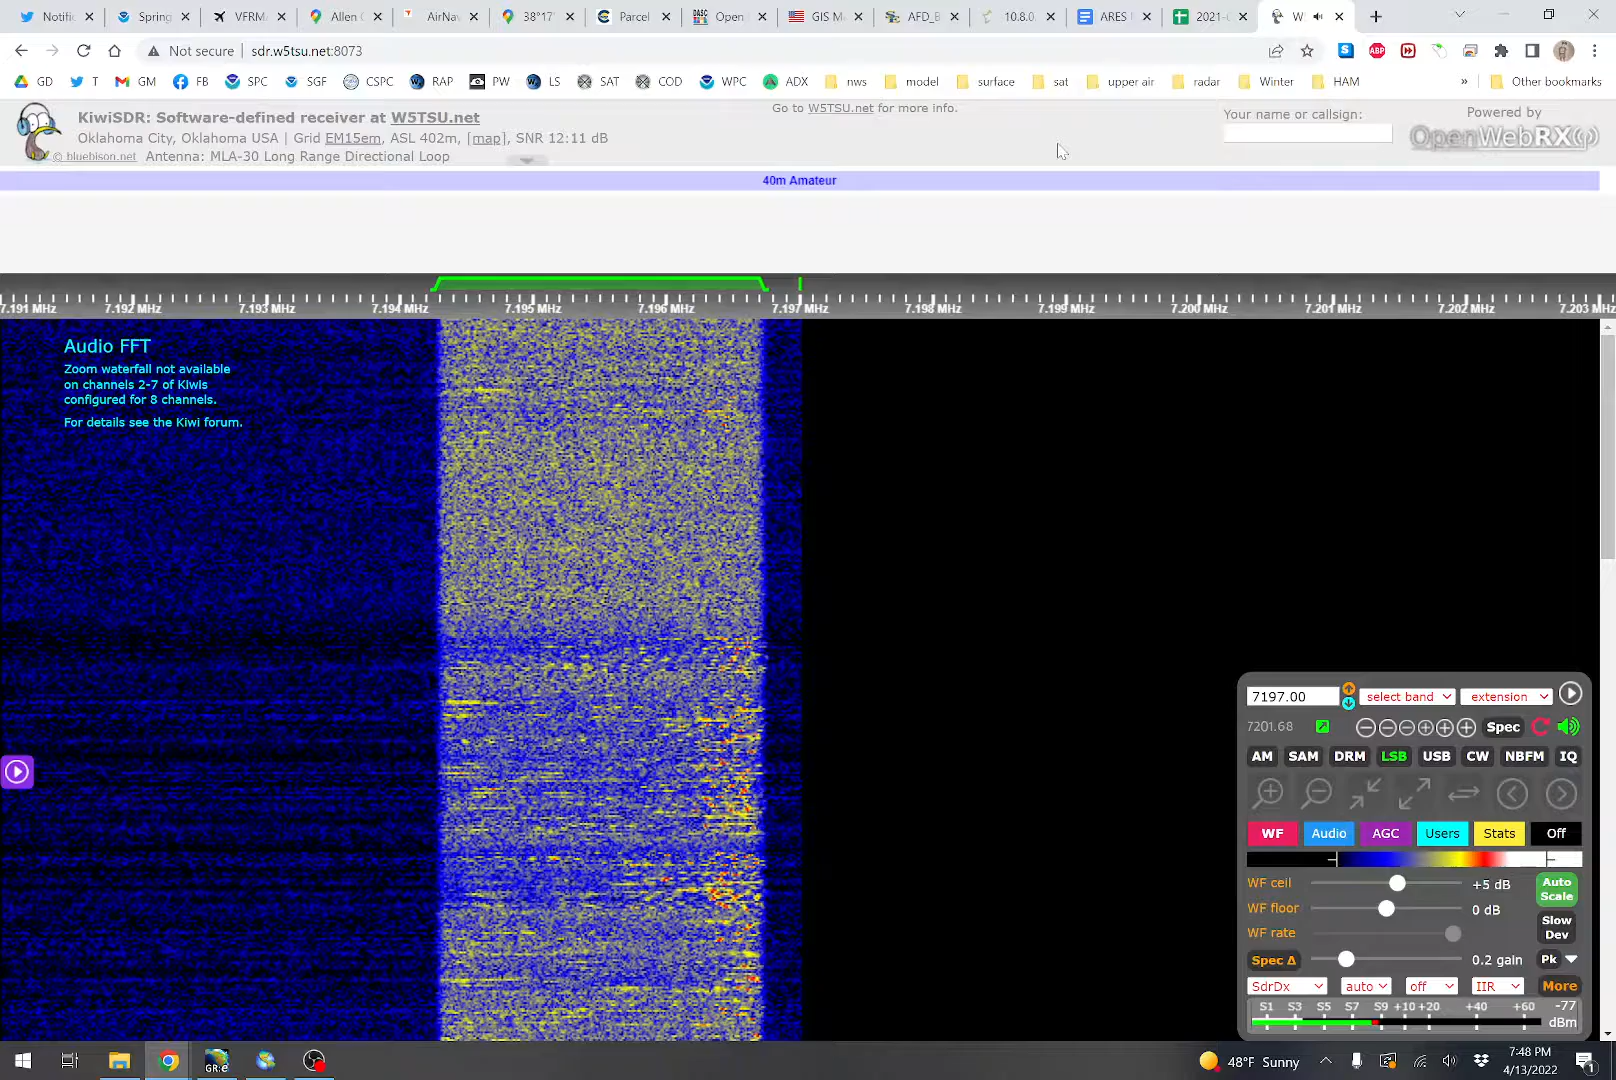 Notific
Spring
VFRM
Allen C
AirNav
38°17'
Parcel
DASC
Open
GIS M
AFD_B
10.8.0
ARES
2021-
W
Not secure | sdr.w5tsu.net:8073
GD
T
GM
FB
SPC
SGF
CSPC
RAP
PW
LS
SAT
COD
WPC
ADX
nws
model
surface
sat
upper air
radar
Winter
HAM
»
Other bookmarks
KiwiSDR: Software-defined receiver at W5TSU.net
Oklahoma City, Oklahoma USA | Grid EM15em, ASL 402m, [map], SNR 12:11 dB
© bluebison.net Antenna: MLA-30 Long Range Directional Loop
Go to W5TSU.net for more info.
Your name or callsign:
Powered by
OpenWebRX
40m Amateur
7.191 MHz 7.192 MHz 7.193 MHz 7.194 MHz 7.195 MHz 7.196 MHz 7.197 MHz 7.198 MHz 7.199 MHz 7.200 MHz 7.201 MHz 7.202 MHz 7.203 MHz
Audio FFT
Zoom waterfall not available
on channels 2-7 of Kiwis
configured for 8 channels.
For details see the Kiwi forum.
7197.00 select band extension
7201.68 Spec
AM SAM DRM LSB USB CW NBFM IQ
WF Audio AGC Users Stats Off
WF ceil +5 dB Auto Scale
WF floor 0 dB
WF rate Slow Dev
Spec Δ 0.2 gain Pk
SdrDx auto off IIR More
S1 S3 S5 S7 S9 +10 +20 +40 +60 -77 dBm
GR:e
48°F Sunny
7:48 PM
4/13/2022
1